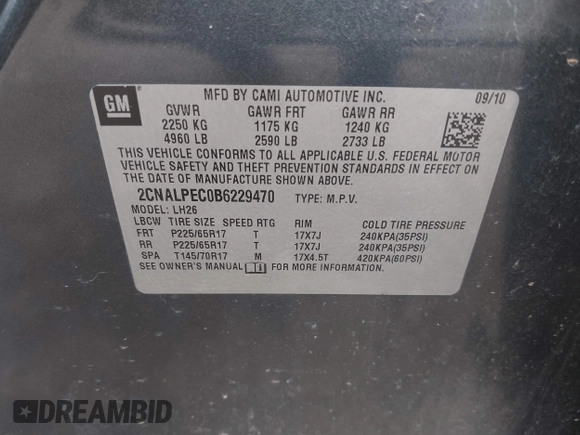 GM
MFD BY CAMI AUTOMOTIVE INC. 09/10
GVWR GAWR FRT GAWR RR
2250 KG 1175 KG 1240 KG
4960 LB 2590 LB 2733 LB
THIS VEHICLE CONFORMS TO ALL APPLICABLE U.S. FEDERAL MOTOR
VEHICLE SAFETY AND THEFT PREVENTION STANDARDS IN EFFECT ON
THE DATE OF MANUFACTURE SHOWN ABOVE.
2CNALPEC0B6229470 TYPE: M.P.V.
MODEL: LH26
LBCW TIRE SIZE SPEED RTG RIM COLD TIRE PRESSURE
FRT P225/65R17 T 17X7J 240KPA(35PSI)
RR P225/65R17 T 17X7J 240KPA(35PSI)
SPA T145/70R17 M 17X4.5T 420KPA(60PSI)
SEE OWNER'S MANUAL i FOR MORE INFORMATION.
DREAMBID